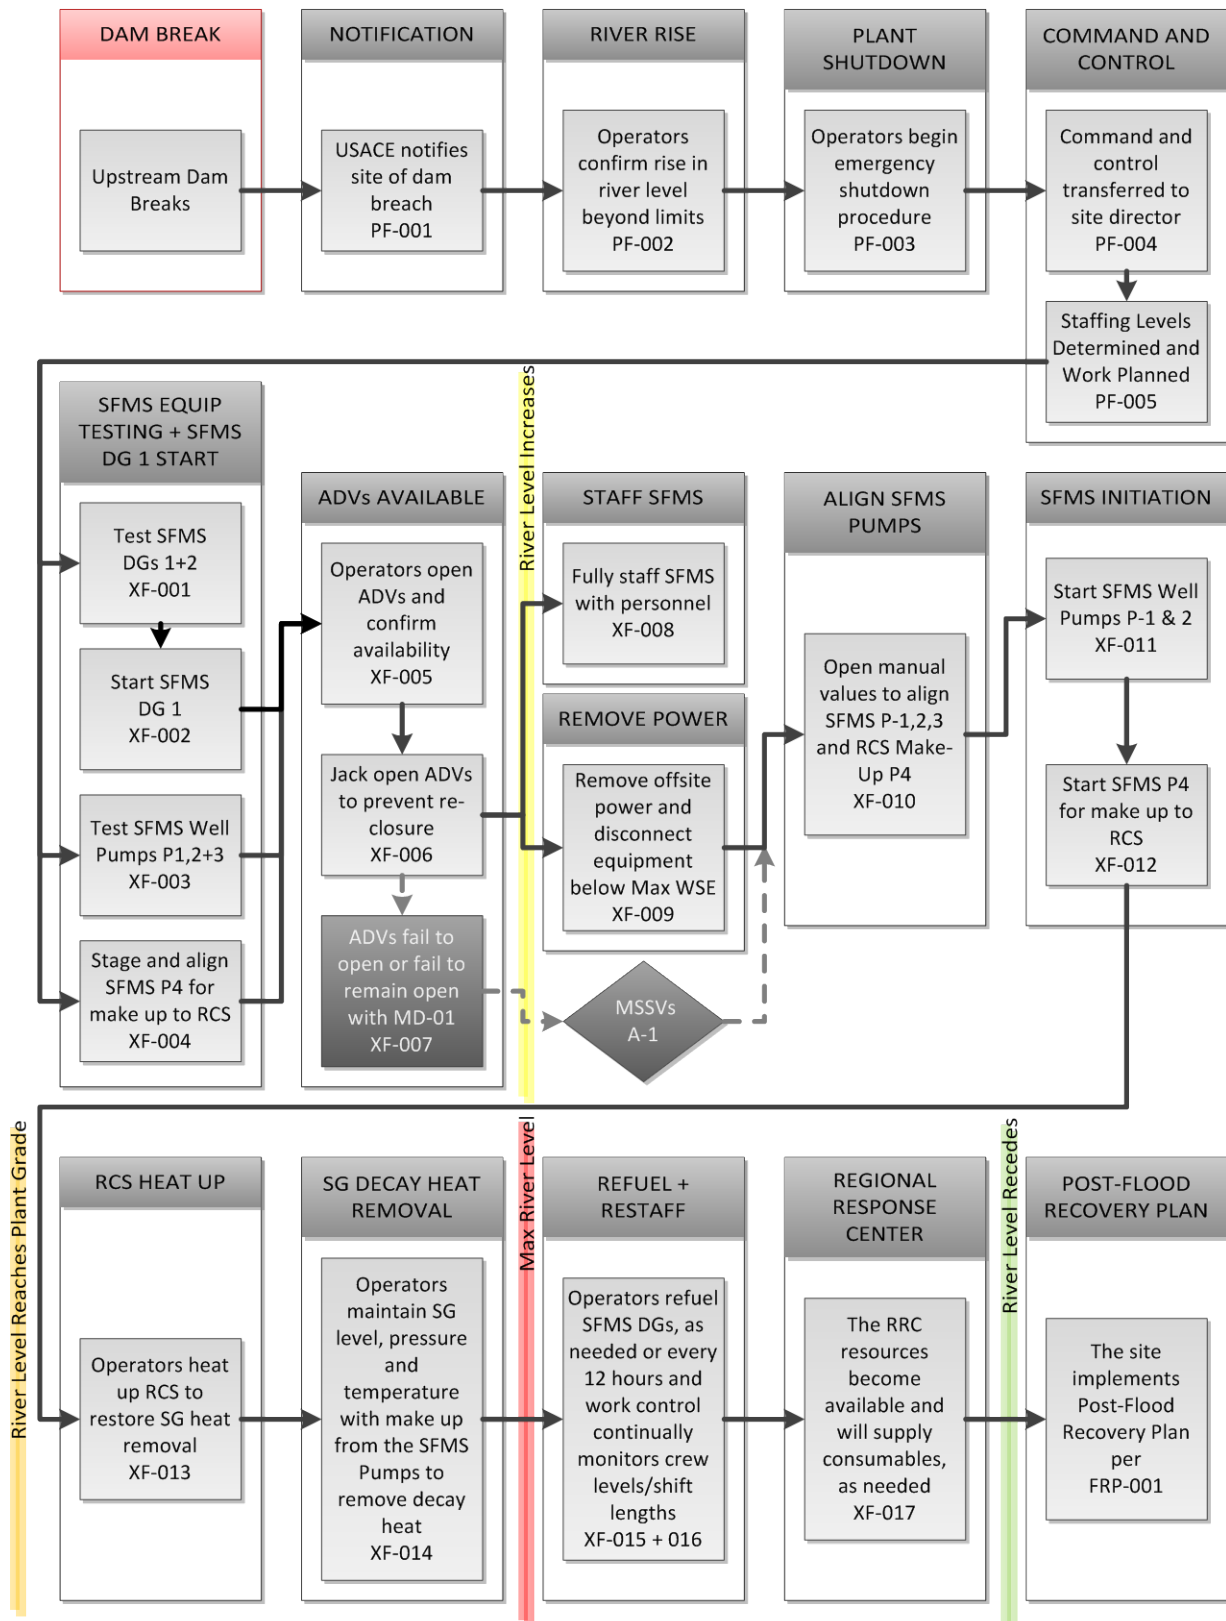 DAM BREAK
Upstream Dam
Breaks
NOTIFICATION
USACE notifies
site of dam
breach
PF-001
RIVER RISE
Operators
confirm rise in
river level
beyond limits
PF-002
PLANT
SHUTDOWN
Operators begin
emergency
shutdown
procedure
PF-003
COMMAND AND
CONTROL
Command and
control
transferred to
site director
PF-004
Staffing Levels
Determined and
Work Planned
PF-005
SFMS EQUIP
TESTING + SFMS
DG 1 START
Test SFMS
DGs 1+2
XF-001
Start SFMS
DG 1
XF-002
Test SFMS Well
Pumps P1,2+3
XF-003
Stage and align
SFMS P4 for
make up to RCS
XF-004
ADVs AVAILABLE
Operators open
ADVs and
confirm
availability
XF-005
Jack open ADVs
to prevent re-
closure
XF-006
ADVs fail to
open or fail to
remain open
with MD-01
XF-007
River Level Increases
STAFF SFMS
Fully staff SFMS
with personnel
XF-008
REMOVE POWER
Remove offsite
power and
disconnect
equipment
below Max WSE
XF-009
MSSVs
A-1
ALIGN SFMS
PUMPS
Open manual
values to align
SFMS P-1,2,3
and RCS Make-
Up P4
XF-010
SFMS INITIATION
Start SFMS Well
Pumps P-1 & 2
XF-011
Start SFMS P4
for make up to
RCS
XF-012
River Level Reaches Plant Grade
RCS HEAT UP
Operators heat
up RCS to
restore SG heat
removal
XF-013
SG DECAY HEAT
REMOVAL
Operators
maintain SG
level, pressure
and
temperature
with make up
from the SFMS
Pumps to
remove decay
heat
XF-014
Max River Level
REFUEL +
RESTAFF
Operators refuel
SFMS DGs, as
needed or every
12 hours and
work control
continually
monitors crew
levels/shift
lengths
XF-015 + 016
REGIONAL
RESPONSE
CENTER
The RRC
resources
become
available and
will supply
consumables,
as needed
XF-017
River Level Recedes
POST-FLOOD
RECOVERY PLAN
The site
implements
Post-Flood
Recovery Plan
per
FRP-001